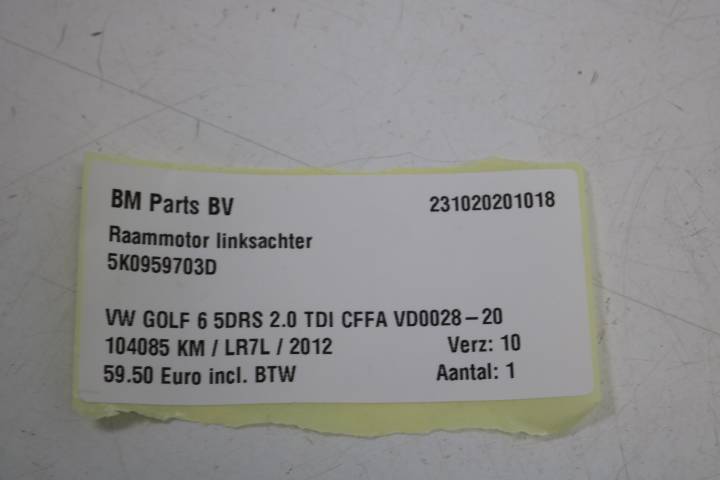 BM Parts BV 231020201018
Raammotor linksachter
5K0959703D
VW GOLF 6 5DRS 2.0 TDI CFFA VD0028-20
104085 KM / LR7L / 2012 Verz: 10
59.50 Euro incl. BTW Aantal: 1